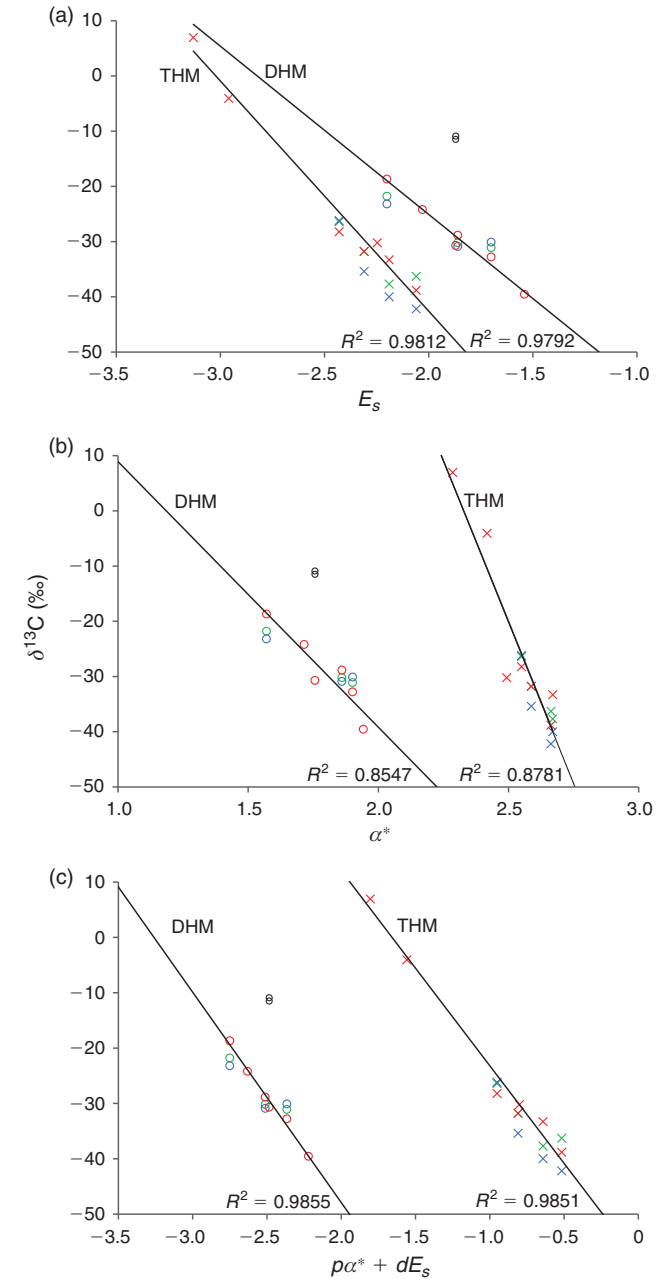 (a)
10
0
−10
−20
−30
−40
−50
THM
DHM
R² = 0.9812
R² = 0.9792
−3.5
−3.0
−2.5
−2.0
−1.5
−1.0
Es
(b)
δ¹³C (‰)
10
0
−10
−20
−30
−40
−50
DHM
THM
R² = 0.8547
R² = 0.8781
1.0
1.5
2.0
2.5
3.0
α*
(c)
10
0
−10
−20
−30
−40
−50
DHM
THM
R² = 0.9855
R² = 0.9851
−3.5
−3.0
−2.5
−2.0
−1.5
−1.0
−0.5
0
pα* + dEs